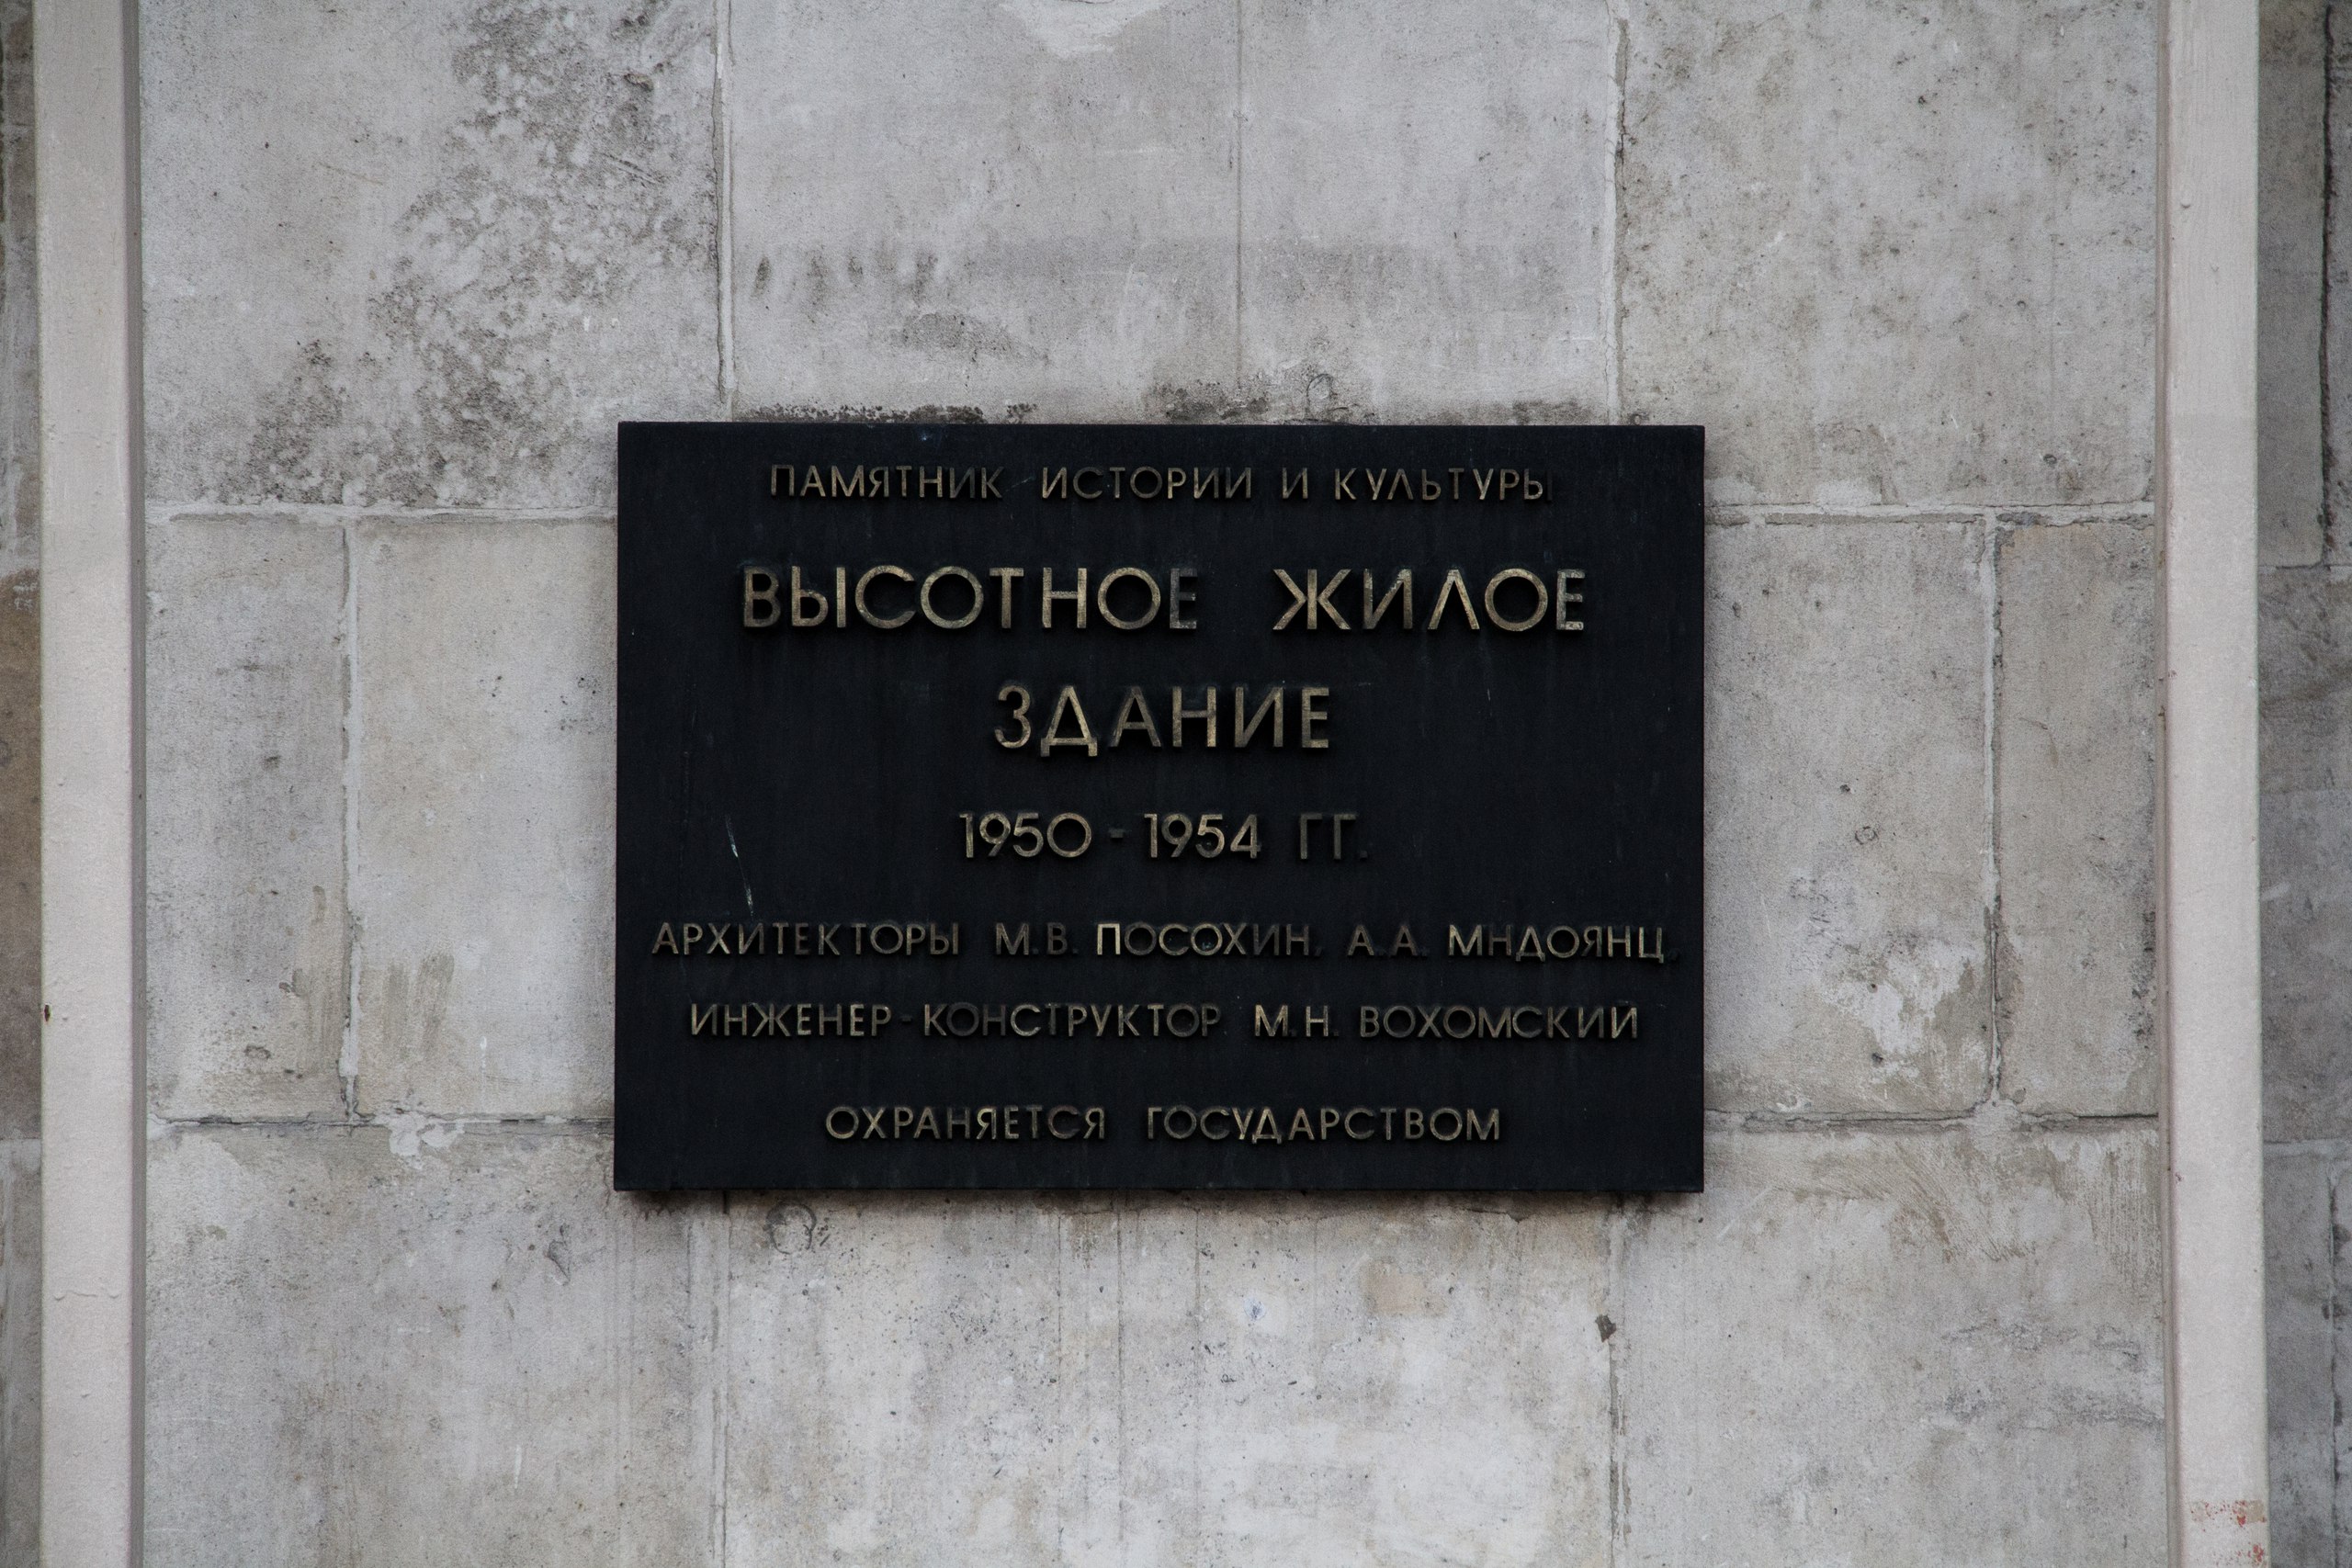 ПАМЯТНИК ИСТОРИИ И КУЛЬТУРЫ
ВЫСОТНОЕ ЖИЛОЕ
ЗДАНИЕ
1950 - 1954 ГГ.
АРХИТЕКТОРЫ М.В. ПОСОХИН, А.А. МНДОЯНЦ,
ИНЖЕНЕР-КОНСТРУКТОР М.Н. ВОХОМСКИЙ
ОХРАНЯЕТСЯ ГОСУДАРСТВОМ